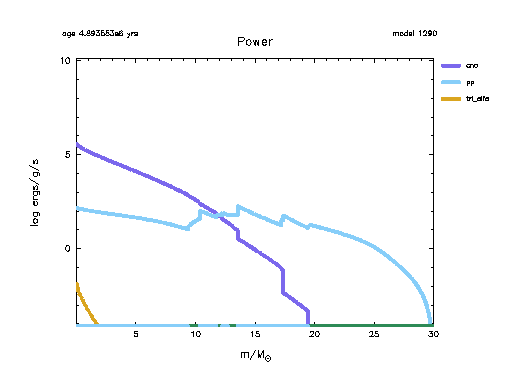 age 4.893653e6 yrs
Power
model 1290
10
5
0
log ergs/g/s
5
10
15
20
25
30
m/M☉
cno
pp
tri_alfa